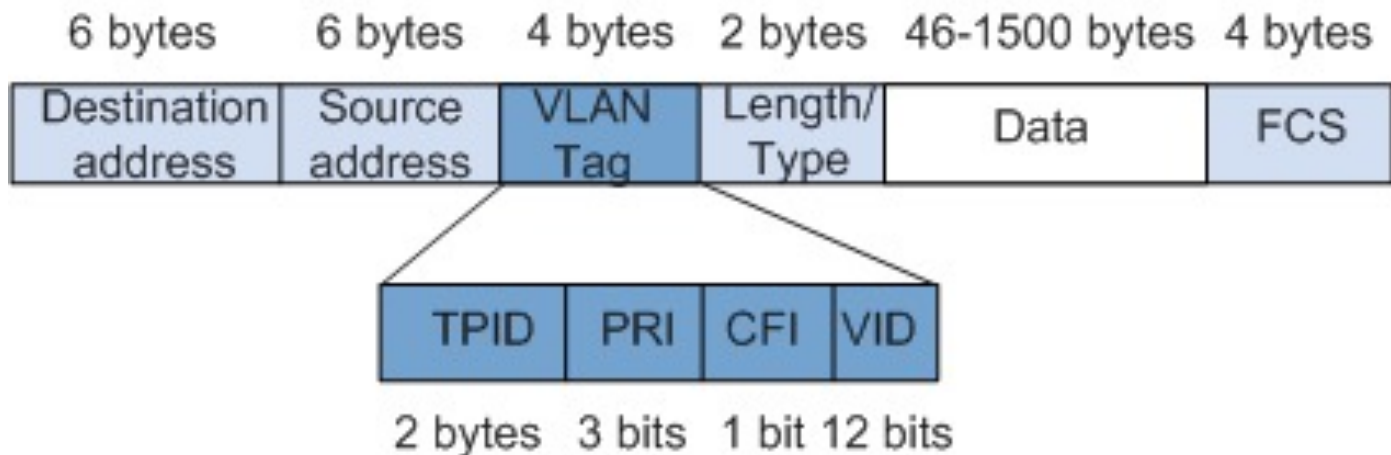 6 bytes 6 bytes 4 bytes 2 bytes 46-1500 bytes 4 bytes
Destination address Source address VLAN Tag Length/ Type Data FCS
TPID PRI CFI VID
2 bytes 3 bits 1 bit 12 bits